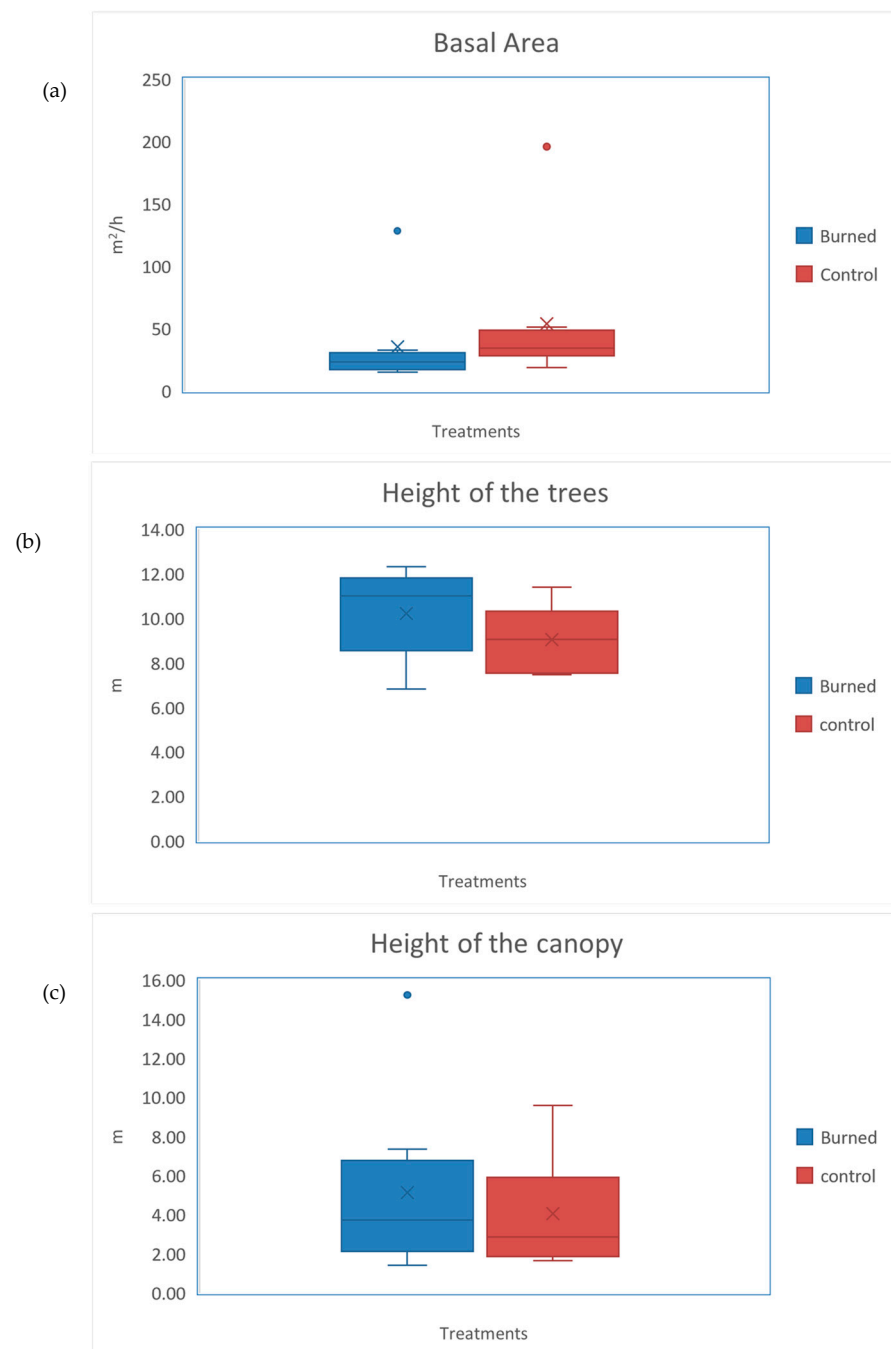 (a)
Basal Area
250
200
150
100
50
0
m²/h
Treatments
Burned
Control
(b)
Height of the trees
14.00
12.00
10.00
8.00
6.00
4.00
2.00
0.00
m
Treatments
Burned
control
(c)
Height of the canopy
16.00
14.00
12.00
10.00
8.00
6.00
4.00
2.00
0.00
m
Treatments
Burned
control